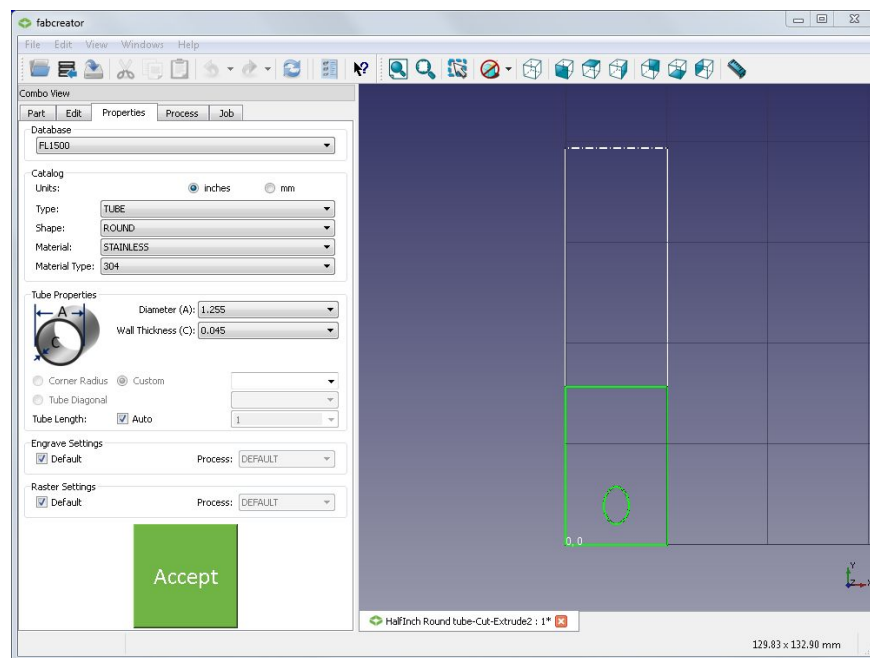 fabcreator
File Edit View Windows Help
Combo View
Part Edit Properties Process Job
Database
FL1500
Catalog
Units: inches mm
Type: TUBE
Shape: ROUND
Material: STAINLESS
Material Type: 304
Tube Properties
A
C
Diameter (A): 1.255
Wall Thickness (C): 0.045
Corner Radius Custom
Tube Diagonal
Tube Length: Auto 1
Engrave Settings
Default Process: DEFAULT
Raster Settings
Default Process: DEFAULT
Accept
0, 0
Y
Z X
HalfInch Round tube-Cut-Extrude2 : 1*
129.83 x 132.90 mm